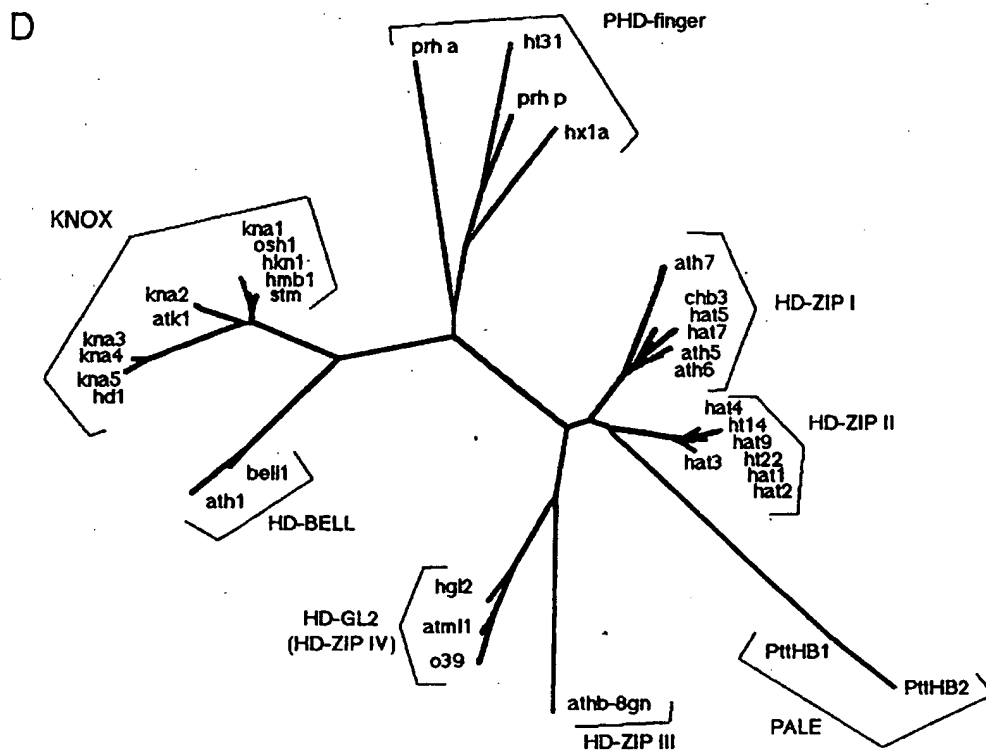 D
PHD-finger
prh a
ht31
prh p
hx1a
KNOX
kna1
osh1
hkn1
hmb1
stm
kna2
atk1
kna3
kna4
kna5
hd1
ath7
chb3
hat5
hat7
ath5
ath6
HD-ZIP I
hat4
ht14
hat9
hat3
ht22
hat1
hat2
HD-ZIP II
bell1
ath1
HD-BELL
hgl2
HD-GL2
(HD-ZIP IV)
atml1
o39
athb-8gn
HD-ZIP III
PttHB1
PttHB2
PALE